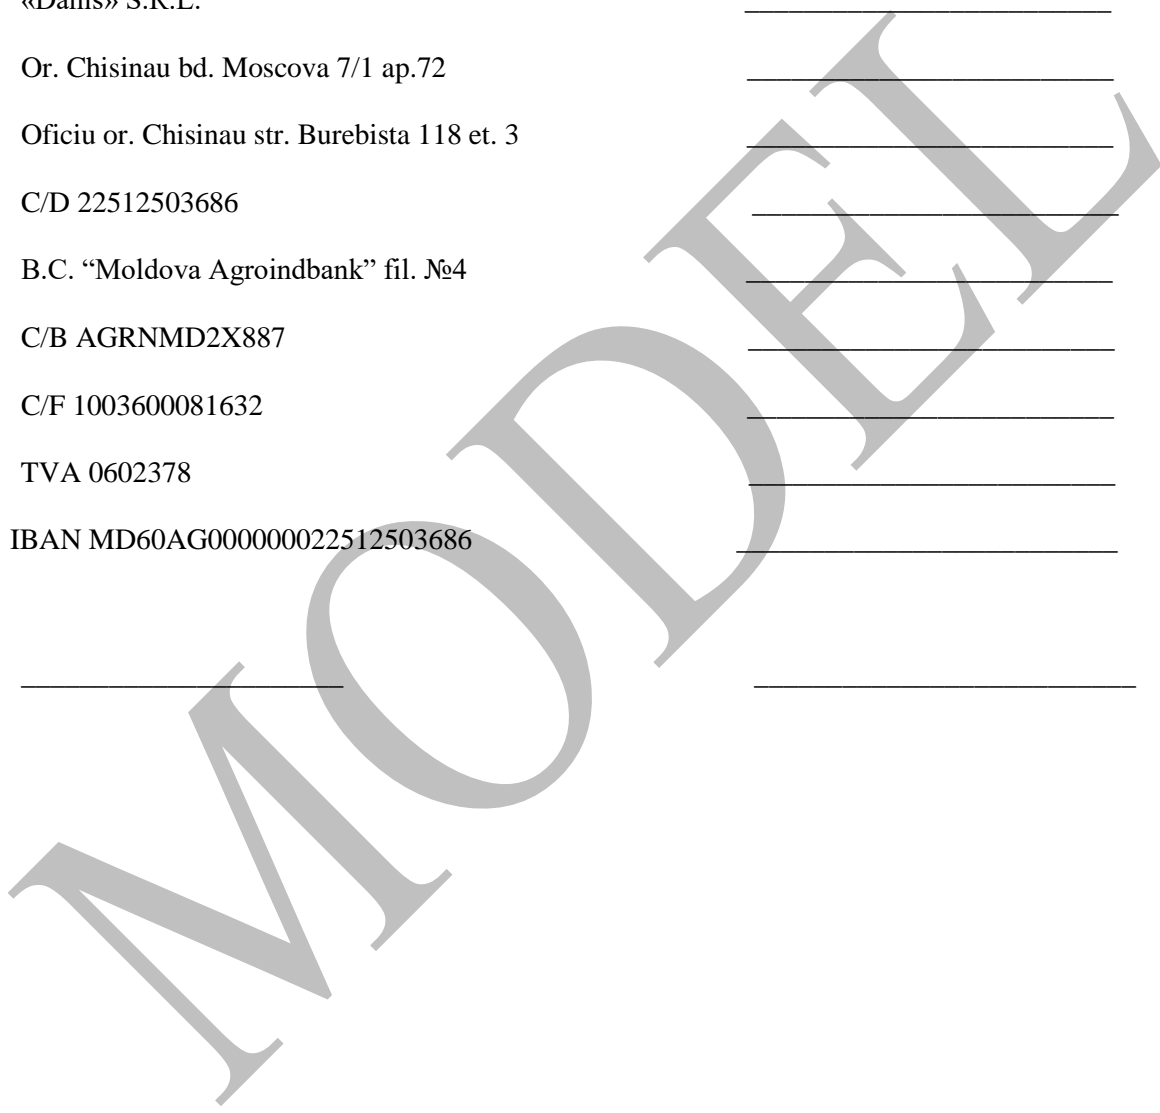 S.R.L.
Or. Chisinau bd. Moscova 7/1 ap.72
Oficiu or. Chisinau str. Burebista 118 et. 3
C/D 22512503686
B.C. “Moldova Agroindbank” fil. №4
C/B AGRNMD2X887
C/F 1003600081632
TVA 0602378
IBAN MD60AG000000022512503686
MODEL